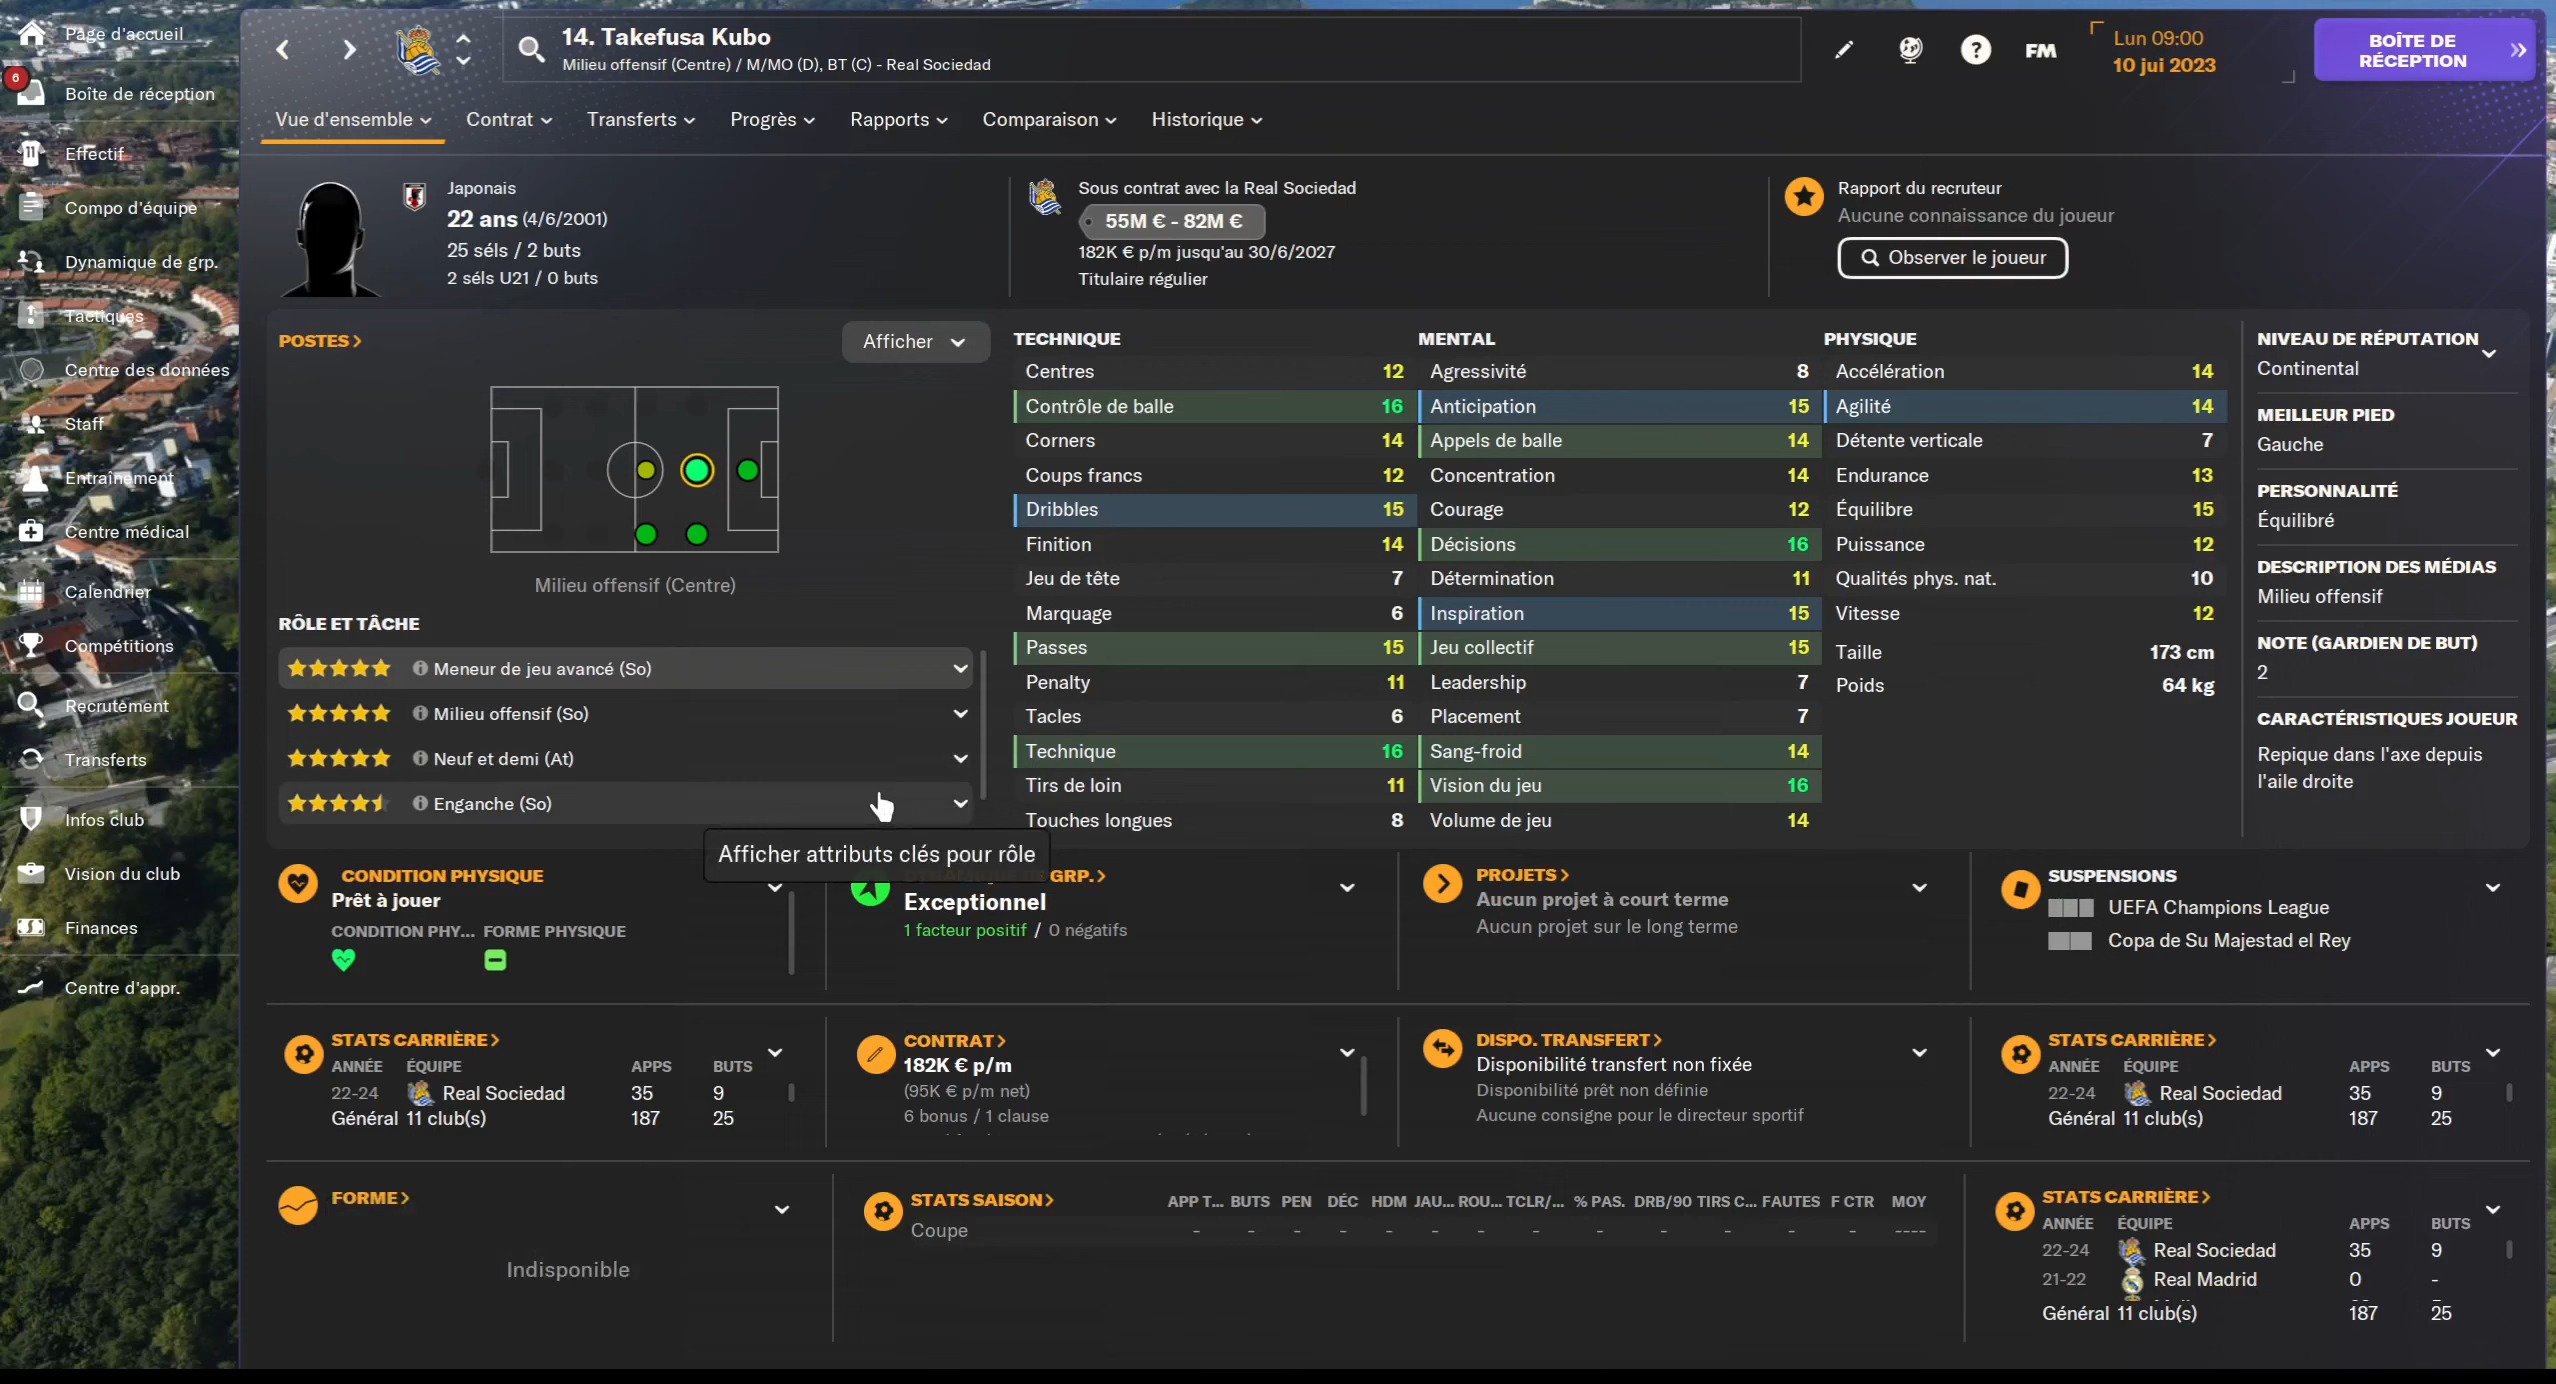 Page d'accueil
6
Boîte de réception
Effectif
Compo d'équipe
Dynamique de grp.
Tactiques
Centre des données
Staff
Entraînement
Centre médical
Calendrier
Compétitions
Recrutement
Transferts
Infos club
Vision du club
Finances
Centre d'appr.
14. Takefusa Kubo
Milieu offensif (Centre) / M/MO (D), BT (C) - Real Sociedad
FM
Lun 09:00
10 jui 2023
BOÎTE DE
RÉCEPTION
Vue d'ensemble Contrat Transferts Progrès Rapports Comparaison Historique
Japonais
22 ans (4/6/2001)
25 séls / 2 buts
2 séls U21 / 0 buts
Sous contrat avec la Real Sociedad
55M € - 82M €
182K € p/m jusqu'au 30/6/2027
Titulaire régulier
Rapport du recruteur
Aucune connaissance du joueur
Observer le joueur
POSTES >
Afficher
Milieu offensif (Centre)
RÔLE ET TÂCHE
Meneur de jeu avancé (So)
Milieu offensif (So)
Neuf et demi (At)
Enganche (So)
Afficher attributs clés pour rôle
TECHNIQUE
Centres 12
Contrôle de balle 16
Corners 14
Coups francs 12
Dribbles 15
Finition 14
Jeu de tête 7
Marquage 6
Passes 15
Penalty 11
Tacles 6
Technique 16
Tirs de loin 11
Touches longues 8
MENTAL
Agressivité 8
Anticipation 15
Appels de balle 14
Concentration 14
Courage 12
Décisions 16
Détermination 11
Inspiration 15
Jeu collectif 15
Leadership 7
Placement 7
Sang-froid 14
Vision du jeu 16
Volume de jeu 14
PHYSIQUE
Accélération 14
Agilité 14
Détente verticale 7
Endurance 13
Équilibre 15
Puissance 12
Qualités phys. nat. 10
Vitesse 12
Taille 173 cm
Poids 64 kg
NIVEAU DE RÉPUTATION
Continental
MEILLEUR PIED
Gauche
PERSONNALITÉ
Équilibré
DESCRIPTION DES MÉDIAS
Milieu offensif
NOTE (GARDIEN DE BUT)
2
CARACTÉRISTIQUES JOUEUR
Repique dans l'axe depuis
l'aile droite
CONDITION PHYSIQUE
Prêt à jouer
CONDITION PHY... FORME PHYSIQUE
GRP. >
Exceptionnel
1 facteur positif / 0 négatifs
PROJETS >
Aucun projet à court terme
Aucun projet sur le long terme
SUSPENSIONS
UEFA Champions League
Copa de Su Majestad el Rey
STATS CARRIÈRE >
ANNÉE ÉQUIPE APPS BUTS
22-24 Real Sociedad 35 9
Général 11 club(s) 187 25
CONTRAT >
182K € p/m
(95K € p/m net)
6 bonus / 1 clause
DISPO. TRANSFERT >
Disponibilité transfert non fixée
Disponibilité prêt non définie
Aucune consigne pour le directeur sportif
STATS CARRIÈRE >
ANNÉE ÉQUIPE APPS BUTS
22-24 Real Sociedad 35 9
Général 11 club(s) 187 25
FORME >
Indisponible
STATS SAISON > APP T... BUTS PEN DÉC HDM JAU... ROU... TCLR/... % PAS. DRB/90 TIRS C... FAUTES F CTR MOY
Coupe - - - - - - - - - - - - - ----
STATS CARRIÈRE >
ANNÉE ÉQUIPE APPS BUTS
22-24 Real Sociedad 35 9
21-22 Real Madrid 0 -
Général 11 club(s) 187 25